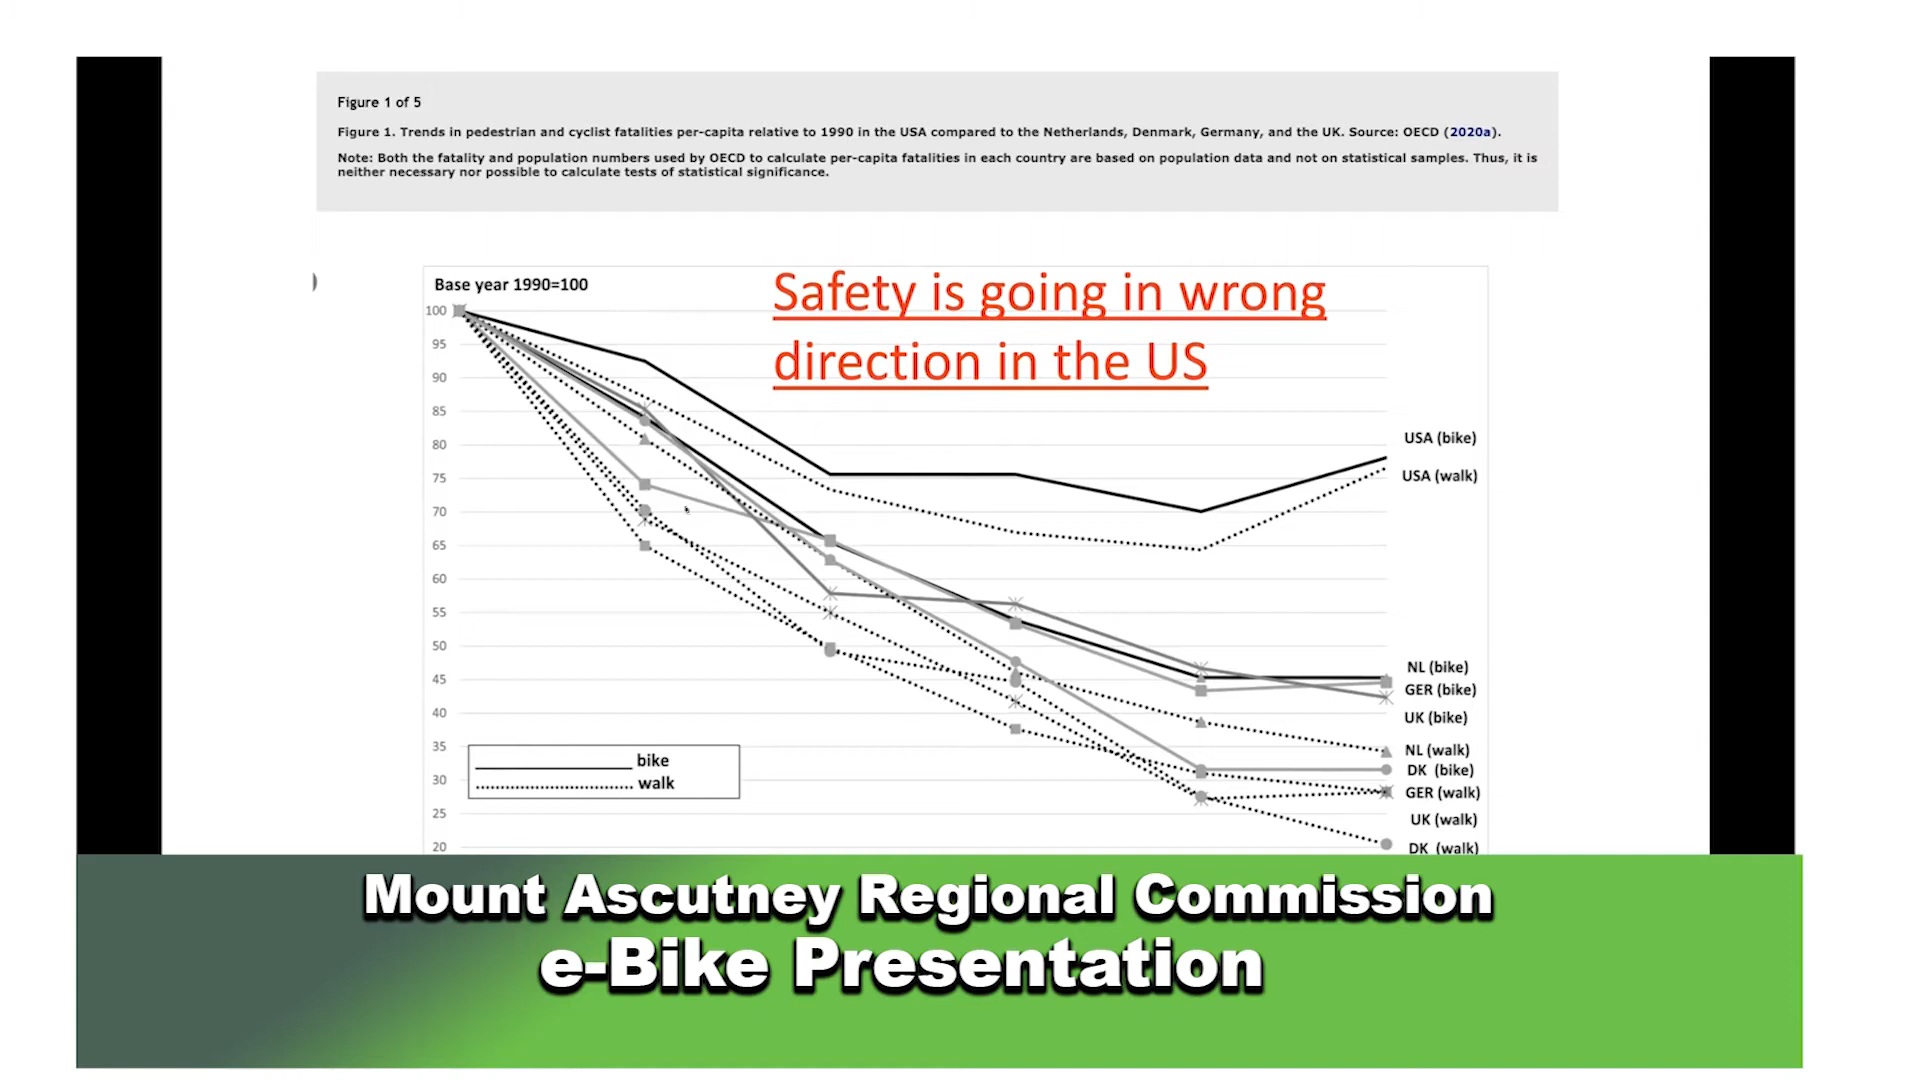 Figure 1 of 5
Figure 1. Trends in pedestrian and cyclist fatalities per-capita relative to 1990 in the USA compared to the Netherlands, Denmark, Germany, and the UK. Source: OECD (2020a).
Note: Both the fatality and population numbers used by OECD to calculate per-capita fatalities in each country are based on population data and not on statistical samples. Thus, it is
neither necessary nor possible to calculate tests of statistical significance.
Base year 1990=100
Safety is going in wrong
direction in the US
100
95
90
85
80
75
70
65
60
55
50
45
40
35
30
25
20
USA (bike)
USA (walk)
NL (bike)
GER (bike)
UK (bike)
NL (walk)
DK (bike)
GER (walk)
UK (walk)
DK (walk)
bike
walk
Mount Ascutney Regional Commission
e-Bike Presentation